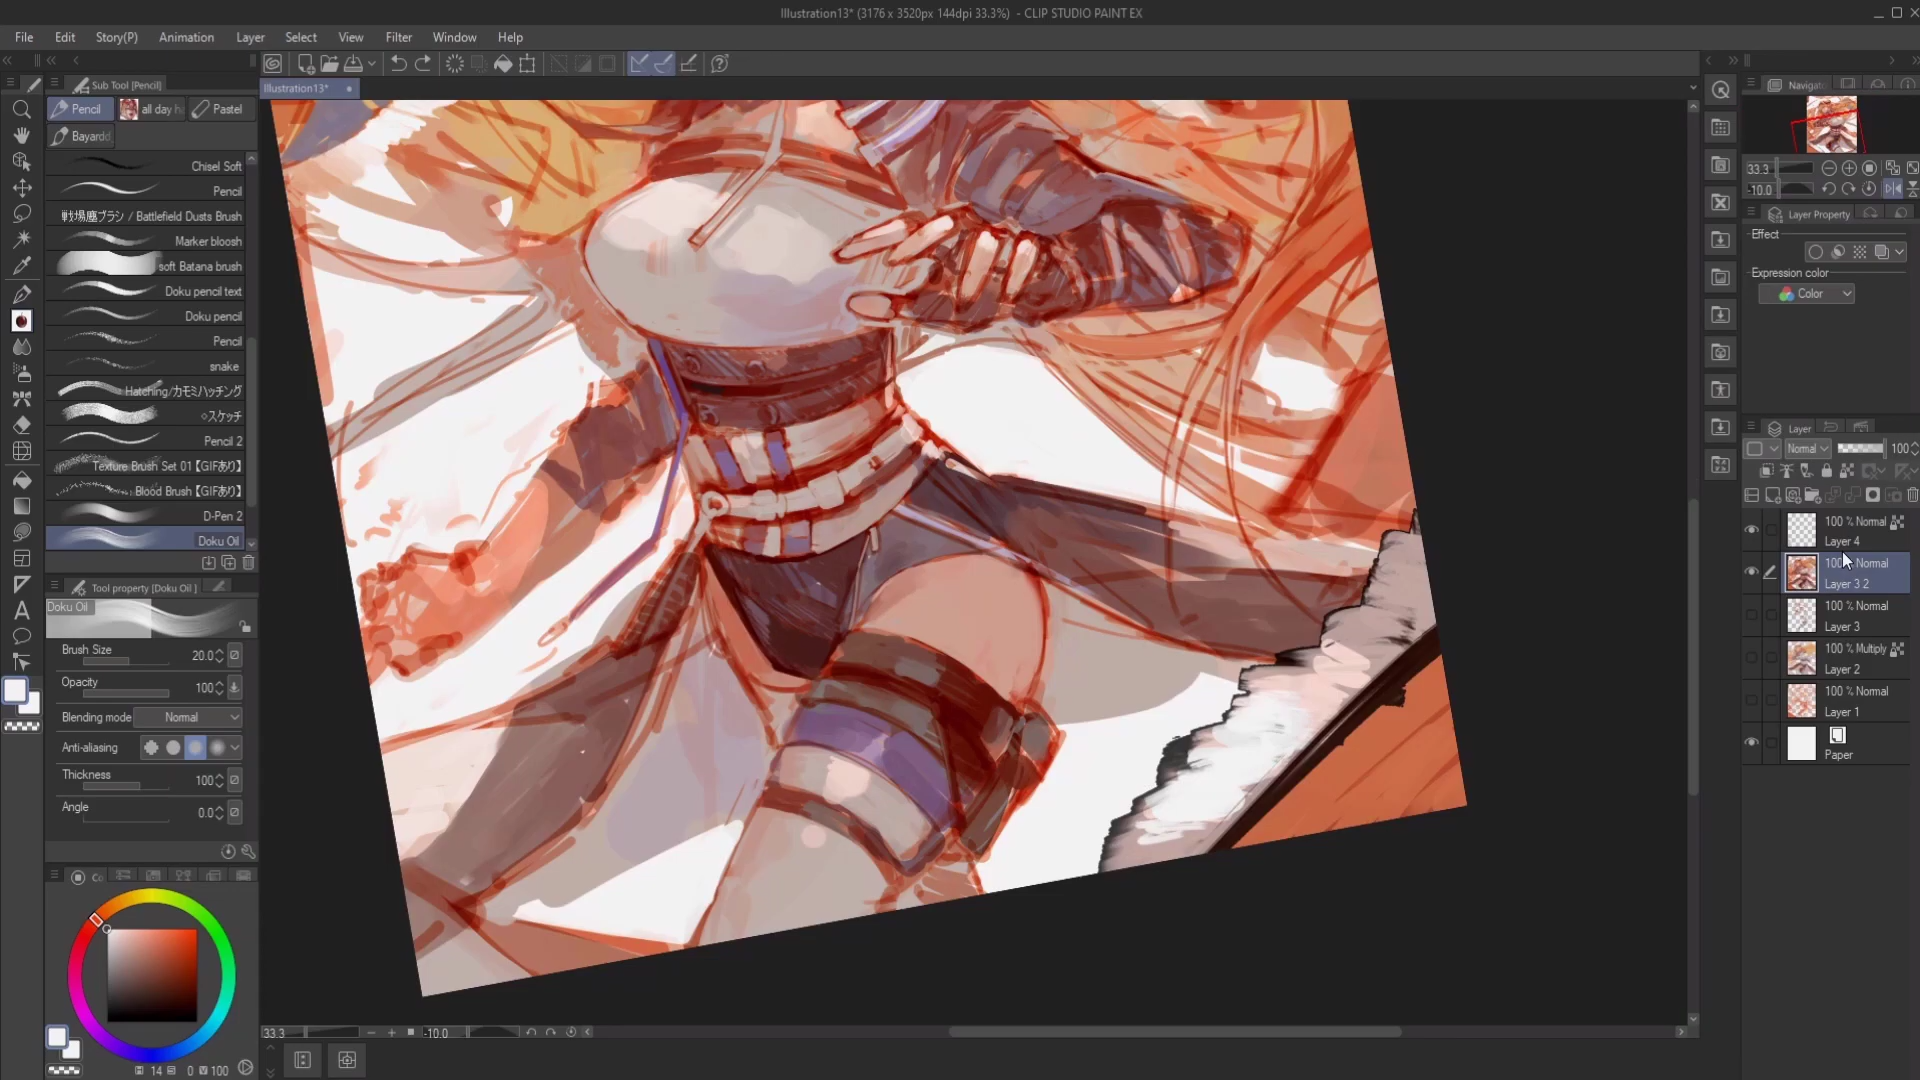 Illustration13* (3176 x 3520px 144dpi 33.3%) - CLIP STUDIO PAINT EX
File Edit Story(P) Animation Layer Select View Filter Window Help
Sub Tool [Pencil]
Pencil
all day h
Pastel
Bayard
Illustration13*
Chisel Soft
Pencil
戦場塵ブラシ / Battlefield Dusts Brush
Marker bloosh
soft Batana brush
Doku pencil text
Doku pencil
Pencil
snake
Hatching/カモミハッチング
◇スケッチ
Pencil 2
Texture Brush Set 01【GIFあり】
Blood Brush【GIFあり】
D-Pen 2
Doku Oil
Tool property [Doku Oil ]
Doku Oil
Brush Size 20.0
Opacity 100
Blending mode Normal
Anti-aliasing
Thickness 100
Angle 0.0
Co
14 0 V 100
33.3 -10.0
Navigat
33.3
-10.0
Layer Property
Effect
Expression color
Color
Layer
Normal 100
100 % Normal
Layer 4
100 % Normal
Layer 3 2
100 % Normal
Layer 3
100 % Multiply
Layer 2
100 % Normal
Layer 1
Paper